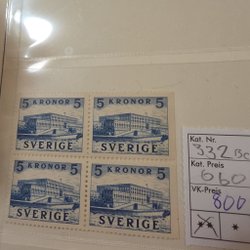 5 KRONOR 5 5 KRONOR 5
SVERIGE SVERIGE
5 KRONOR 5 5 KRONOR 5
SVERIGE SVERIGE
Kat. Nr.
332 BC
Kat. Preis
660
VK-Preis
800